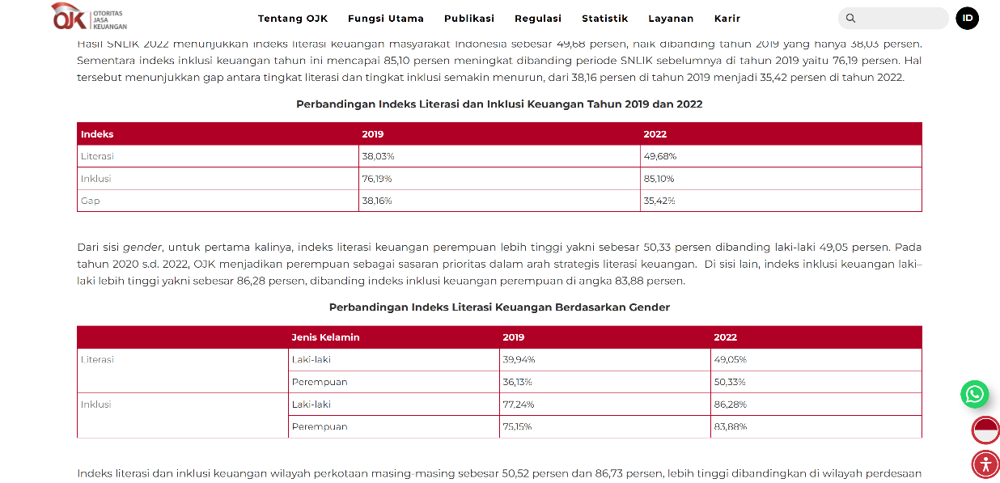 OJK OTORITAS
JASA
KEUANGAN
Tentang OJK Fungsi Utama Publikasi Regulasi Statistik Layanan Karir ID
Hasil SNLIK 2022 menunjukkan indeks literasi keuangan masyarakat Indonesia sebesar 49,68 persen, naik dibanding tahun 2019 yang hanya 38,03 persen.
Sementara indeks inklusi keuangan tahun ini mencapai 85,10 persen meningkat dibanding periode SNLIK sebelumnya di tahun 2019 yaitu 76,19 persen. Hal
tersebut menunjukkan gap antara tingkat literasi dan tingkat inklusi semakin menurun, dari 38,16 persen di tahun 2019 menjadi 35,42 persen di tahun 2022.
Perbandingan Indeks Literasi dan Inklusi Keuangan Tahun 2019 dan 2022
Indeks 2019 2022
Literasi 38,03% 49,68%
Inklusi 76,19% 85,10%
Gap 38,16% 35,42%
Dari sisi gender, untuk pertama kalinya, indeks literasi keuangan perempuan lebih tinggi yakni sebesar 50,33 persen dibanding laki-laki 49,05 persen. Pada
tahun 2020 s.d. 2022, OJK menjadikan perempuan sebagai sasaran prioritas dalam arah strategis literasi keuangan. Di sisi lain, indeks inklusi keuangan laki–
laki lebih tinggi yakni sebesar 86,28 persen, dibanding indeks inklusi keuangan perempuan di angka 83,88 persen.
Perbandingan Indeks Literasi Keuangan Berdasarkan Gender
Jenis Kelamin 2019 2022
Literasi Laki-laki 39,94% 49,05%
Perempuan 36,13% 50,33%
Inklusi Laki-laki 77,24% 86,28%
Perempuan 75,15% 83,88%
Indeks literasi dan inklusi keuangan wilayah perkotaan masing-masing sebesar 50,52 persen dan 86,73 persen, lebih tinggi dibandingkan di wilayah perdesaan